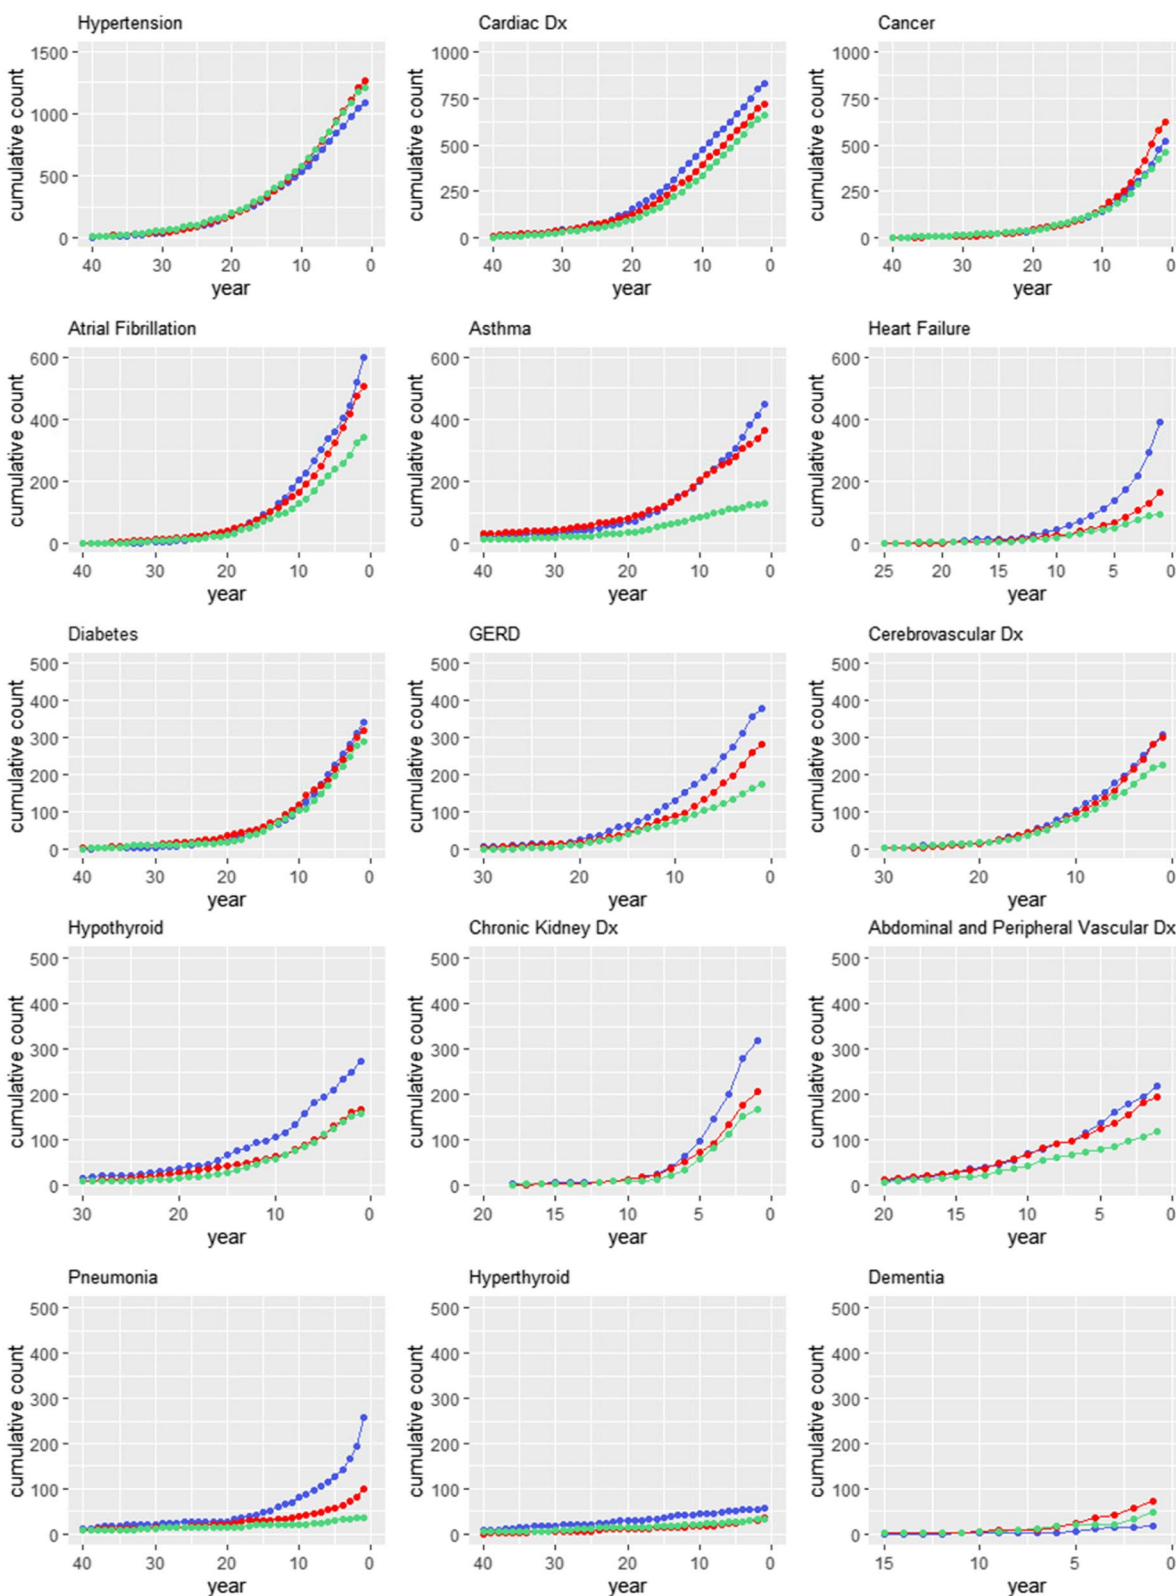 Hypertension
1500
1000
500
0
cumulative count
40 30 20 10 0
year
Cardiac Dx
1000
750
500
250
0
cumulative count
40 30 20 10 0
year
Cancer
1000
750
500
250
0
cumulative count
40 30 20 10 0
year
Atrial Fibrillation
600
400
200
0
cumulative count
40 30 20 10 0
year
Asthma
600
400
200
0
cumulative count
40 30 20 10 0
year
Heart Failure
600
400
200
0
cumulative count
25 20 15 10 5 0
year
Diabetes
500
400
300
200
100
0
cumulative count
40 30 20 10 0
year
GERD
500
400
300
200
100
0
cumulative count
30 20 10 0
year
Cerebrovascular Dx
500
400
300
200
100
0
cumulative count
30 20 10 0
year
Hypothyroid
500
400
300
200
100
0
cumulative count
30 20 10 0
year
Chronic Kidney Dx
500
400
300
200
100
0
cumulative count
20 15 10 5 0
year
Abdominal and Peripheral Vascular Dx
500
400
300
200
100
0
cumulative count
20 15 10 5 0
year
Pneumonia
500
400
300
200
100
0
cumulative count
40 30 20 10 0
year
Hyperthyroid
500
400
300
200
100
0
cumulative count
40 30 20 10 0
year
Dementia
500
400
300
200
100
0
cumulative count
15 10 5 0
year